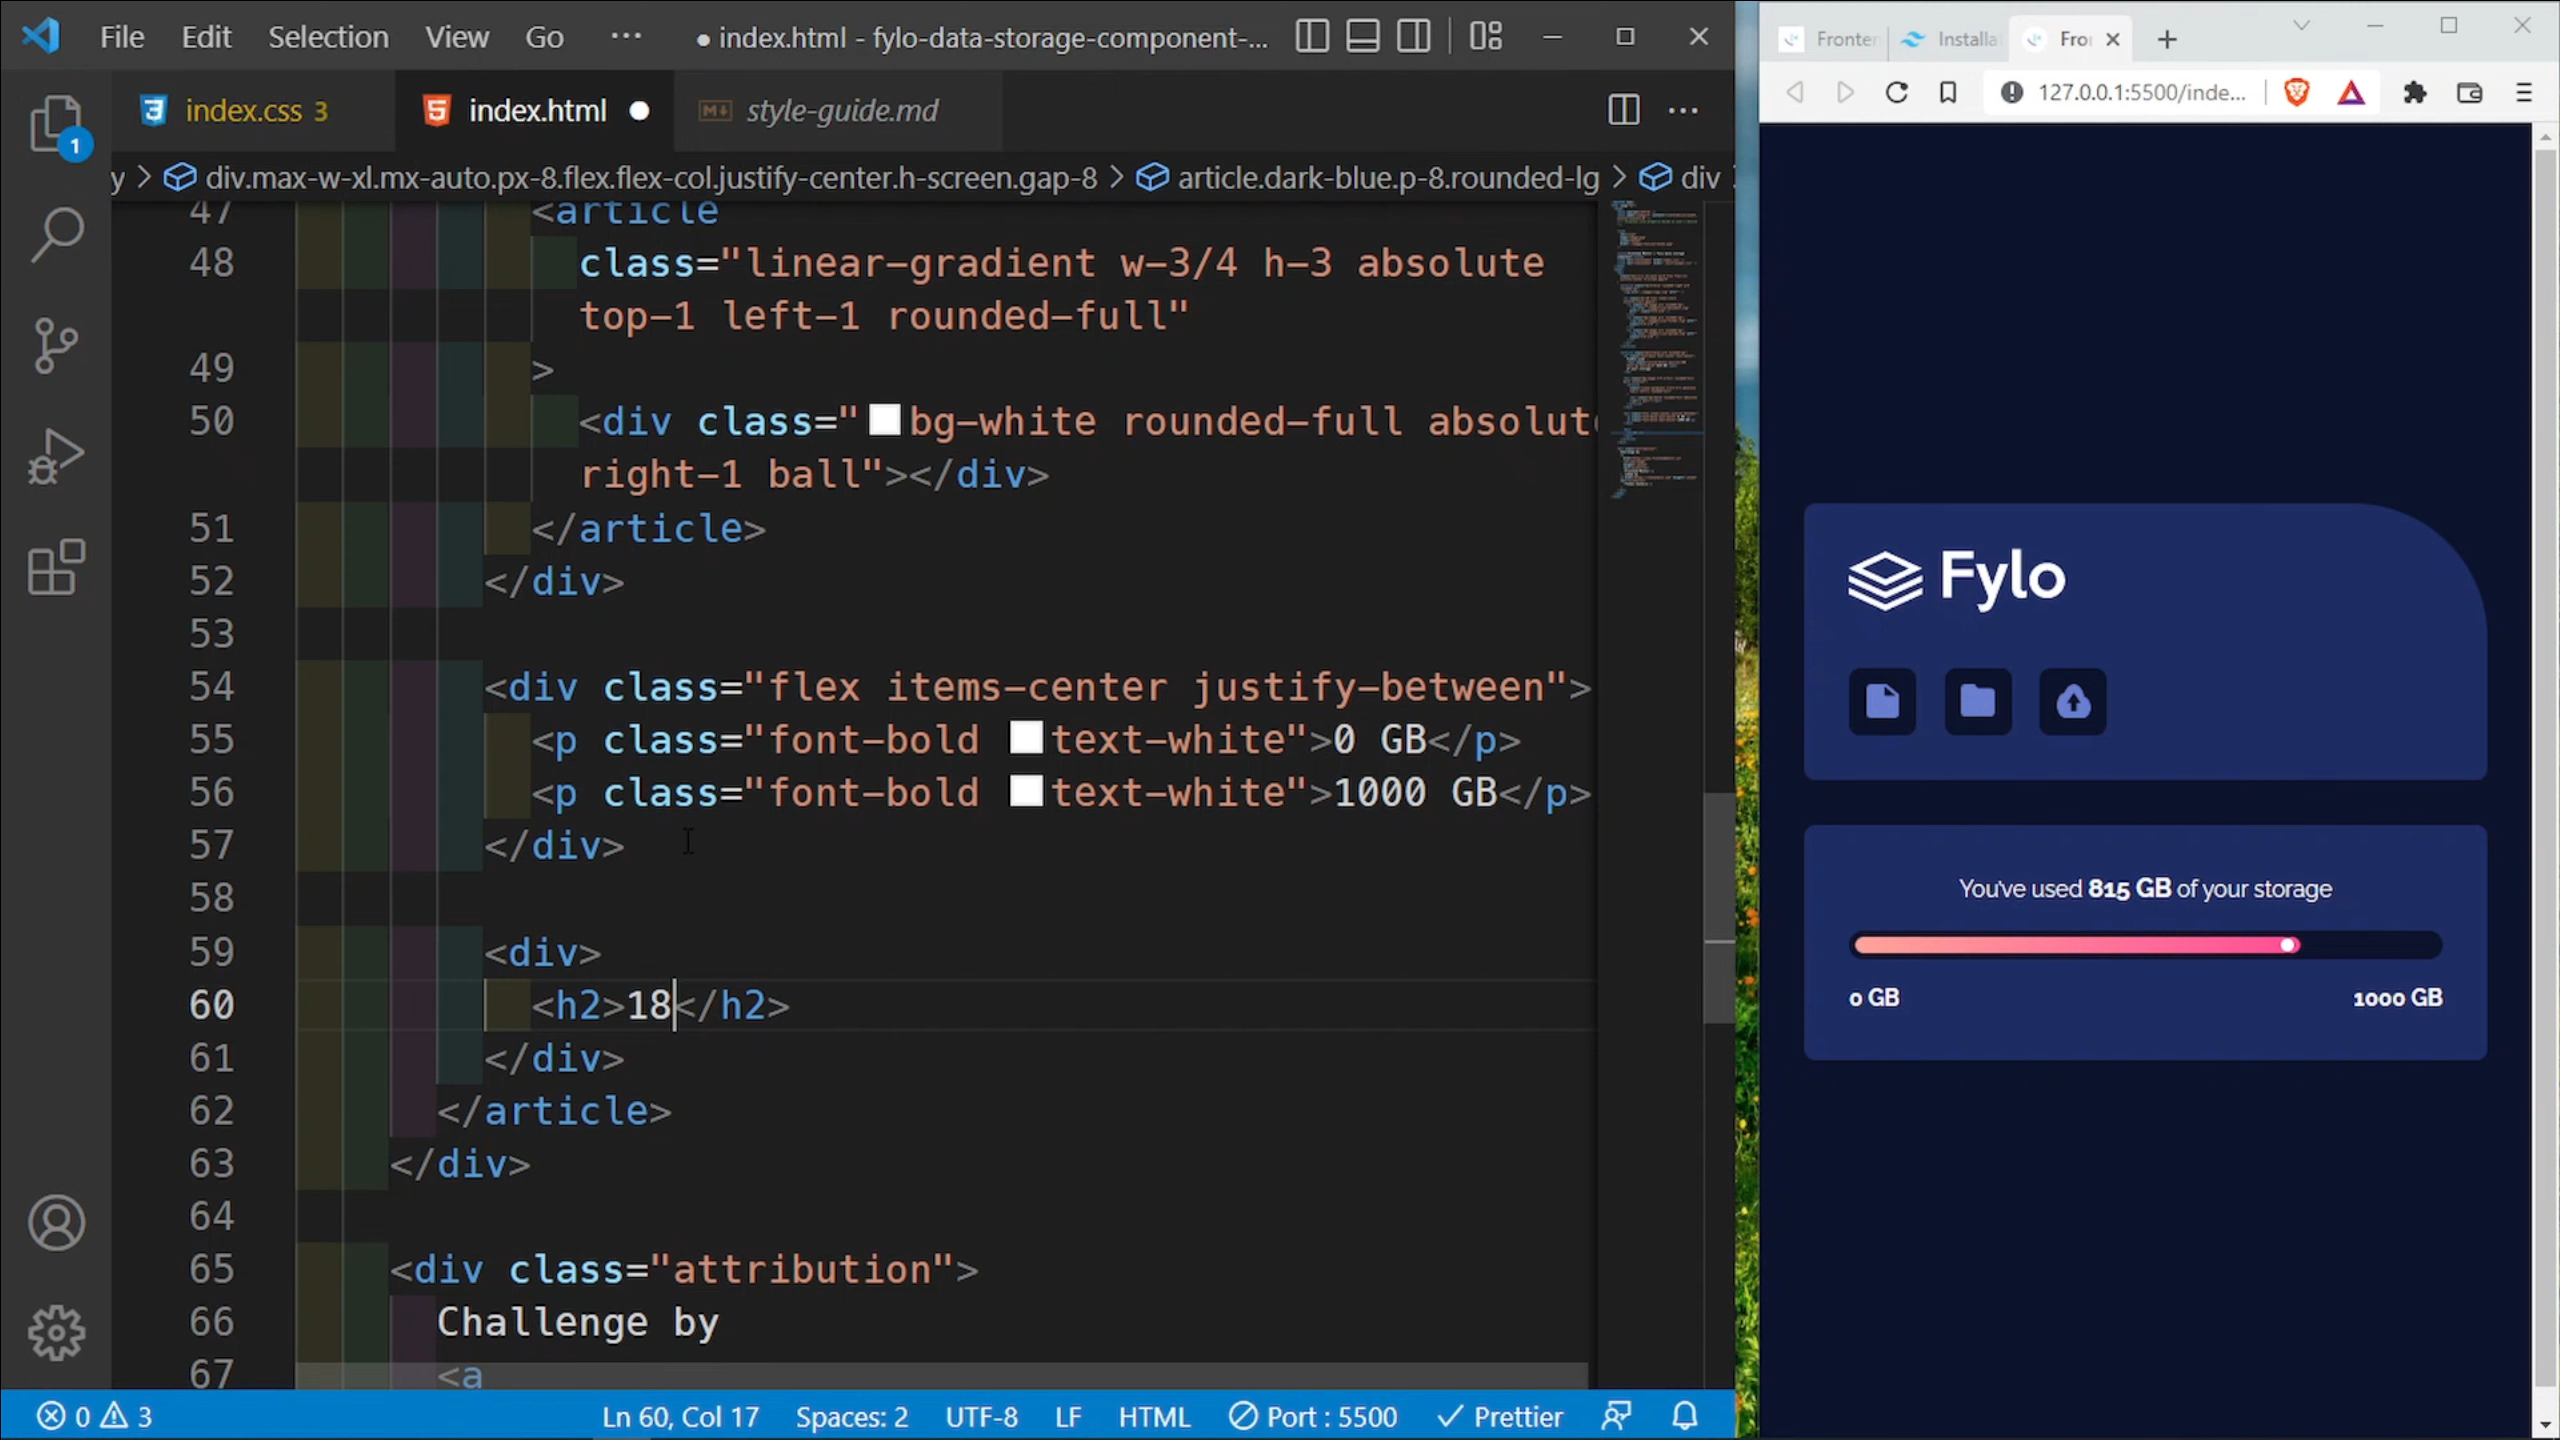 File Edit Selection View Go ··· ● index.html - fylo-data-storage-component-...
index.css 3 index.html style-guide.md
y > div.max-w-xl.mx-auto.px-8.flex.flex-col.justify-center.h-screen.gap-8 > article.dark-blue.p-8.rounded-lg > div
1
47 <article
48 class="linear-gradient w-3/4 h-3 absolute
top-1 left-1 rounded-full"
49 >
50 <div class="bg-white rounded-full absolute
right-1 ball"></div>
51 </article>
52 </div>
53
54 <div class="flex items-center justify-between">
55 <p class="font-bold text-white">0 GB</p>
56 <p class="font-bold text-white">1000 GB</p>
57 </div>
58
59 <div>
60 <h2>18</h2>
61 </div>
62 </article>
63 </div>
64
65 <div class="attribution">
66 Challenge by
67 <a
0 3 Ln 60, Col 17 Spaces: 2 UTF-8 LF HTML Port : 5500 Prettier
Fronten Installa Fro
127.0.0.1:5500/inde...
Fylo
You've used 815 GB of your storage
0 GB 1000 GB